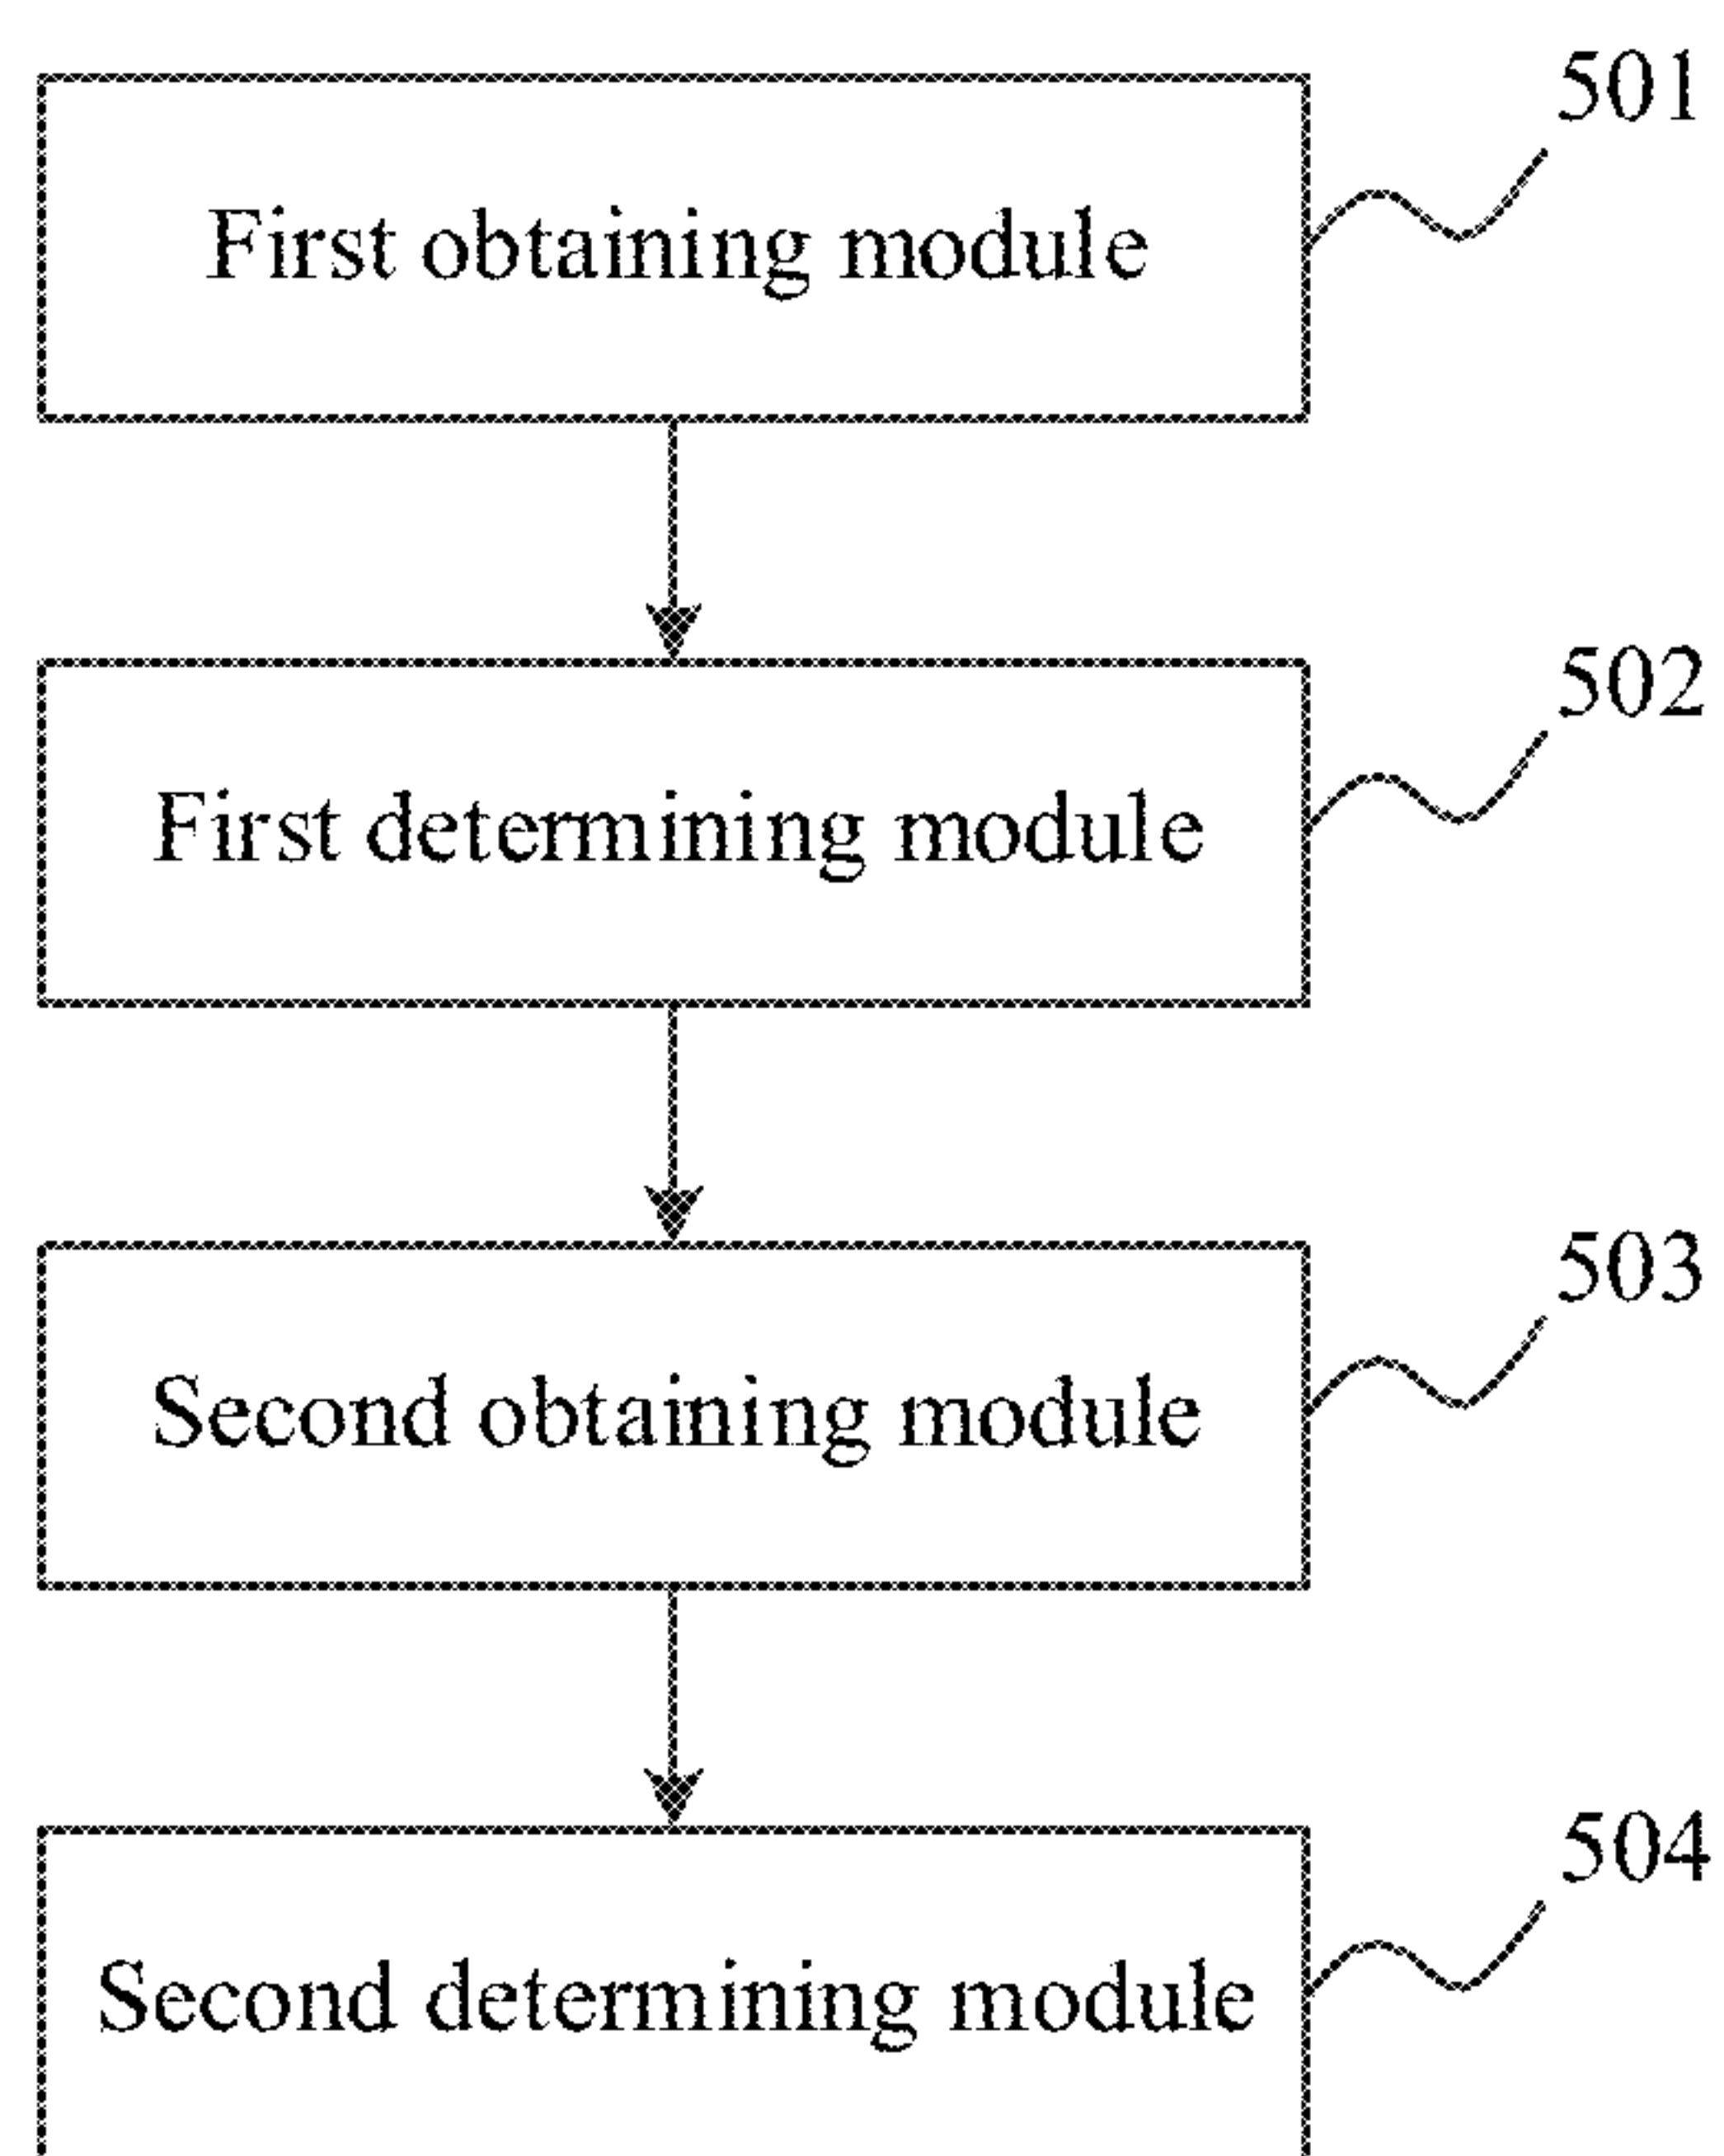 501
First obtaining module
502
First determining module
503
Second obtaining module
504
Second determining module